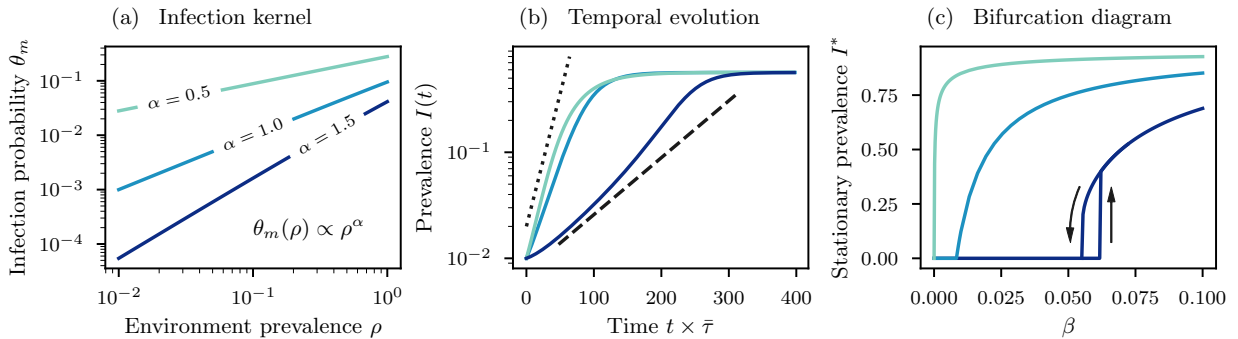 (a) Infection kernel
Infection probability θ_m
10⁻¹
10⁻²
10⁻³
10⁻⁴
α = 0.5
α = 1.0
α = 1.5
θ_m(ρ) ∝ ρ^α
10⁻² 10⁻¹ 10⁰
Environment prevalence ρ
(b) Temporal evolution
Prevalence I(t)
10⁻¹
10⁻²
0 100 200 300 400
Time t × τ̄
(c) Bifurcation diagram
Stationary prevalence I*
0.75
0.50
0.25
0.00
0.000 0.025 0.050 0.075 0.100
β